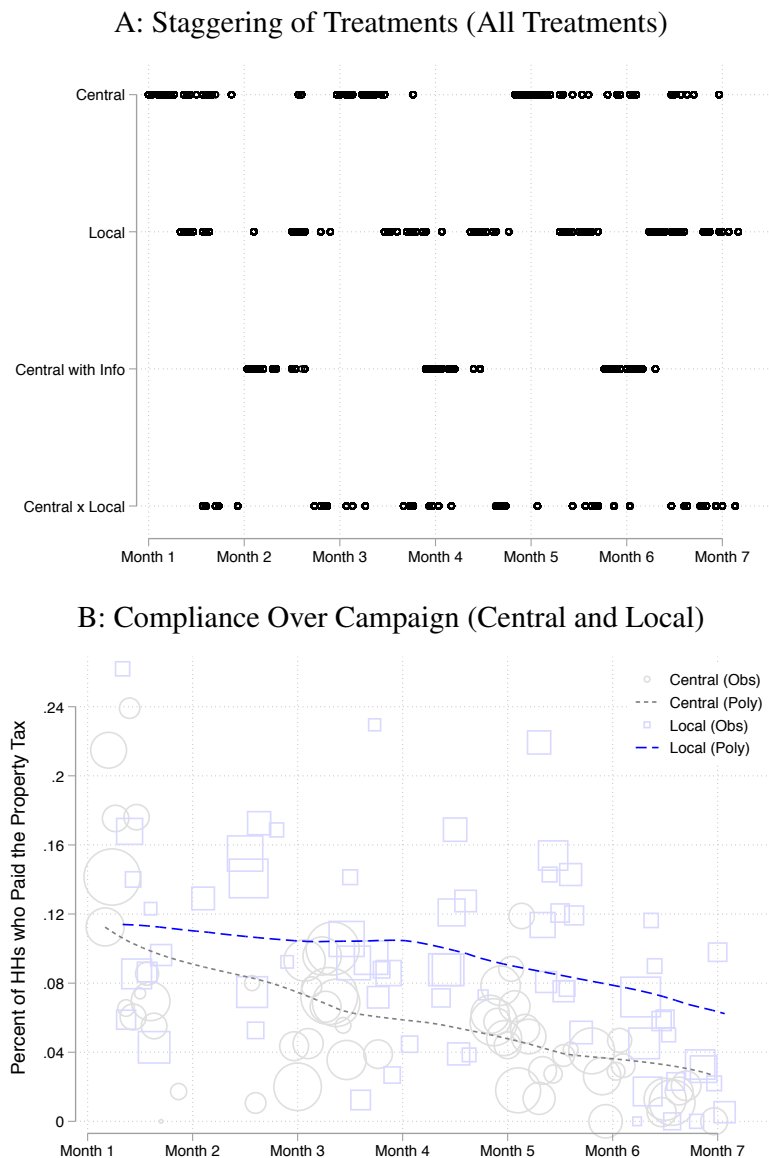 A: Staggering of Treatments (All Treatments)
Central
Local
Central with Info
Central x Local
Month 1 Month 2 Month 3 Month 4 Month 5 Month 6 Month 7
B: Compliance Over Campaign (Central and Local)
Percent of HHs who Paid the Property Tax
.24
.2
.16
.12
.08
.04
0
Central (Obs)
Central (Poly)
Local (Obs)
Local (Poly)
Month 1 Month 2 Month 3 Month 4 Month 5 Month 6 Month 7